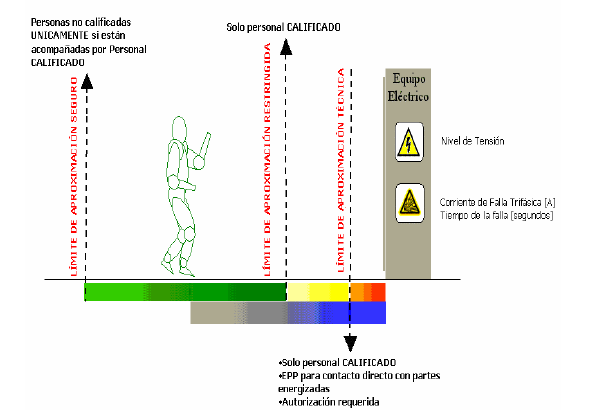 Personas no calificadas
UNICAMENTE si están
acompañadas por Personal
CALIFICADO
Solo personal CALIFICADO
LÍMITE DE APROXIMACIÓN SEGURO
LÍMITE DE APROXIMACIÓN RESTRINGIDA
LÍMITE DE APROXIMACIÓN TÉCNICA
Equipo
Eléctrico
Nivel de Tensión
Corriente de Falla Trifásica [A]
Tiempo de la falla [segundos]
•Solo personal CALIFICADO
•EPP para contacto directo con partes
energizadas
•Autorización requerida